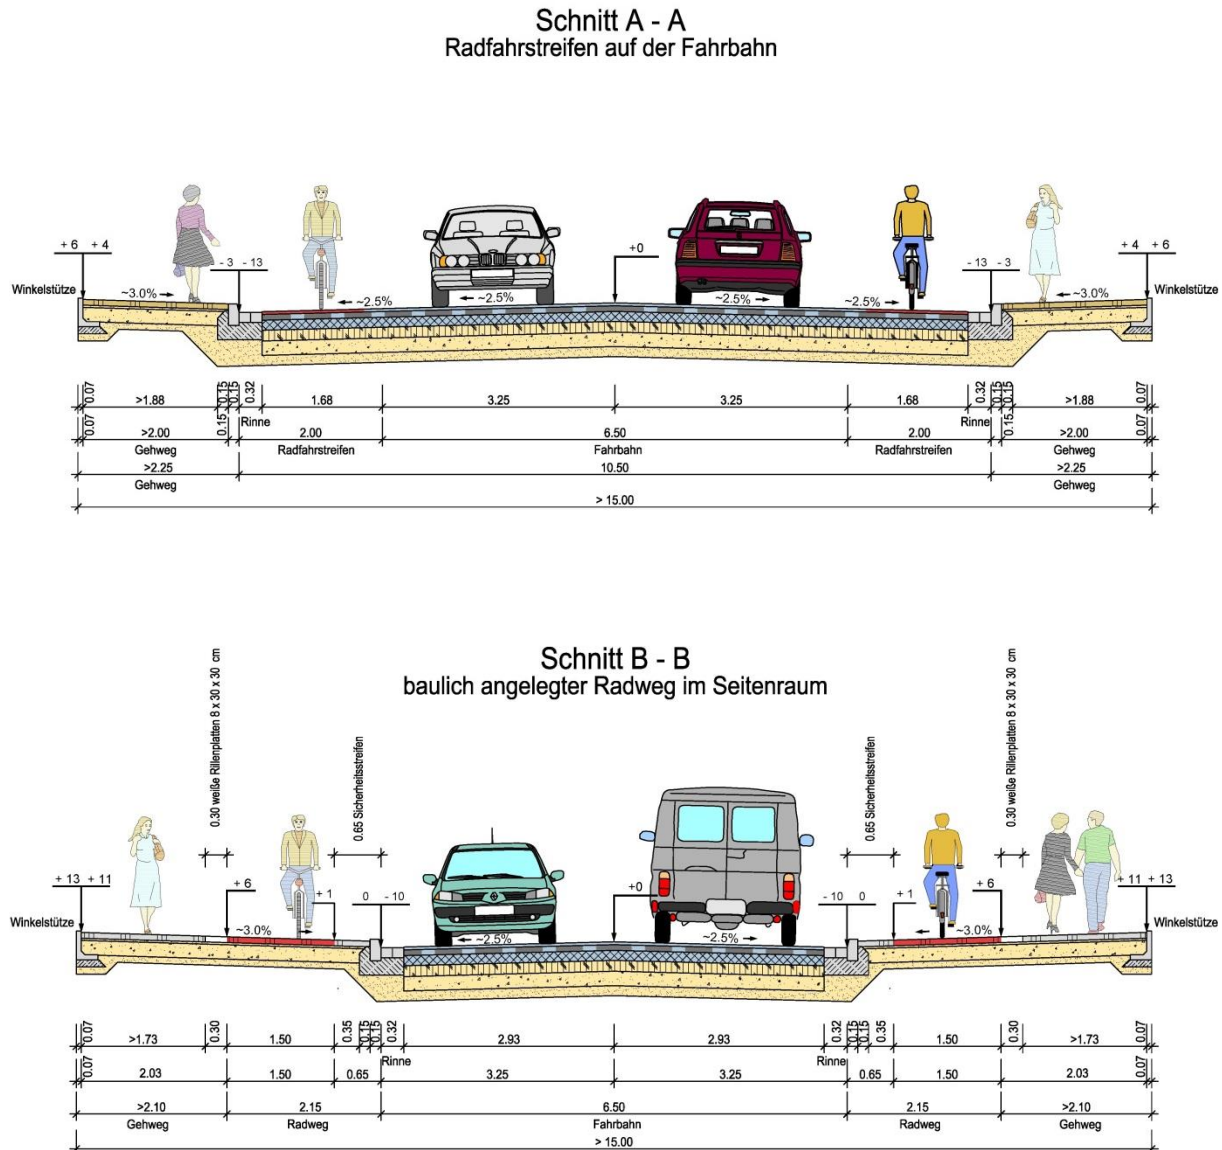 Schnitt A - A
Radfahrstreifen auf der Fahrbahn
+ 6 + 4
- 3 - 13
+0
- 13 - 3
+ 4 + 6
Winkelstütze
~3.0%
~2.5%
~2.5%
~2.5%
~2.5%
~3.0%
Winkelstütze
0.07 >1.88 0.15 0.15 0.32 1.68 3.25 3.25 1.68 0.32 0.15 0.15 >1.88 0.07
Rinne Rinne
0.07 >2.00 0.15 2.00 6.50 2.00 0.15 >2.00 0.07
Gehweg Radfahrstreifen Fahrbahn Radfahrstreifen Gehweg
>2.25 10.50 >2.25
Gehweg Gehweg
> 15.00
Schnitt B - B
baulich angelegter Radweg im Seitenraum
0.30 weiße Rillenplatten 8 x 30 x 30 cm
0.65 Sicherheitsstreifen
0.65 Sicherheitsstreifen
0.30 weiße Rillenplatten 8 x 30 x 30 cm
+ 13 + 11
+ 6
+ 1
0 - 10
+0
- 10 0
+ 1
+ 6
+ 11 + 13
Winkelstütze
~3.0%
~2.5%
~2.5%
~3.0%
Winkelstütze
0.07 >1.73 0.30 1.50 0.35 0.15 0.15 0.32 2.93 2.93 0.32 0.15 0.15 0.35 1.50 0.30 >1.73 0.07
Rinne Rinne
0.07 2.03 1.50 0.65 3.25 3.25 0.65 1.50 2.03 0.07
>2.10 2.15 6.50 2.15 >2.10
Gehweg Radweg Fahrbahn Radweg Gehweg
> 15.00